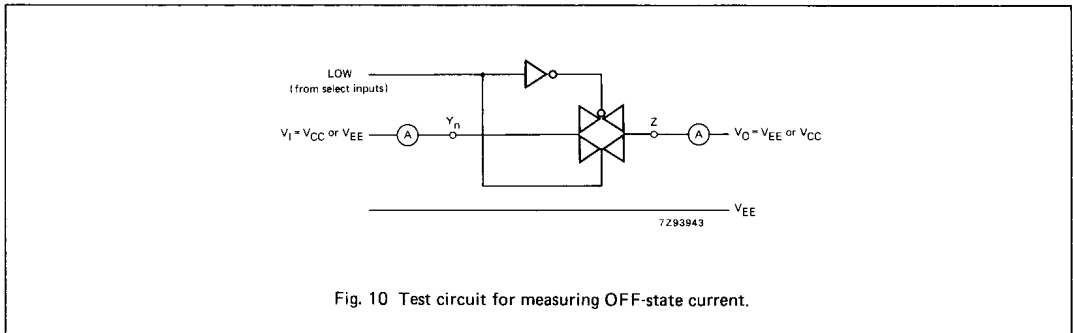 LOW
(from select inputs)
V_I = V_CC or V_EE
A
Y_n
Z
A
V_O = V_EE or V_CC
V_EE
7Z93943
Fig. 10 Test circuit for measuring OFF-state current.